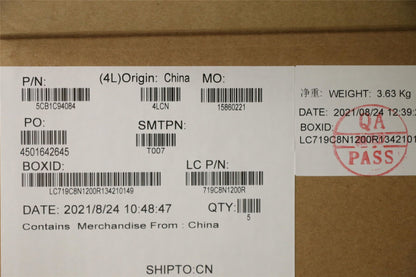 P/N:
(4L)Origin: China
MO:
5CB1C94084
4LCN
15860221
PO:
SMTPN:
4501642645
T007
BOXID:
LC P/N:
LC719C8N1200R134210149
719C8N1200R
DATE: 2021/8/24 10:48:47
QTY:
5
Contains Merchandise From : China
SHIPTO:CN
净重: WEIGHT: 3.63 Kg
DATE: 2021/08/24 12:39:
BOXID:
LC719C8N1200R1342101
QA
PASS